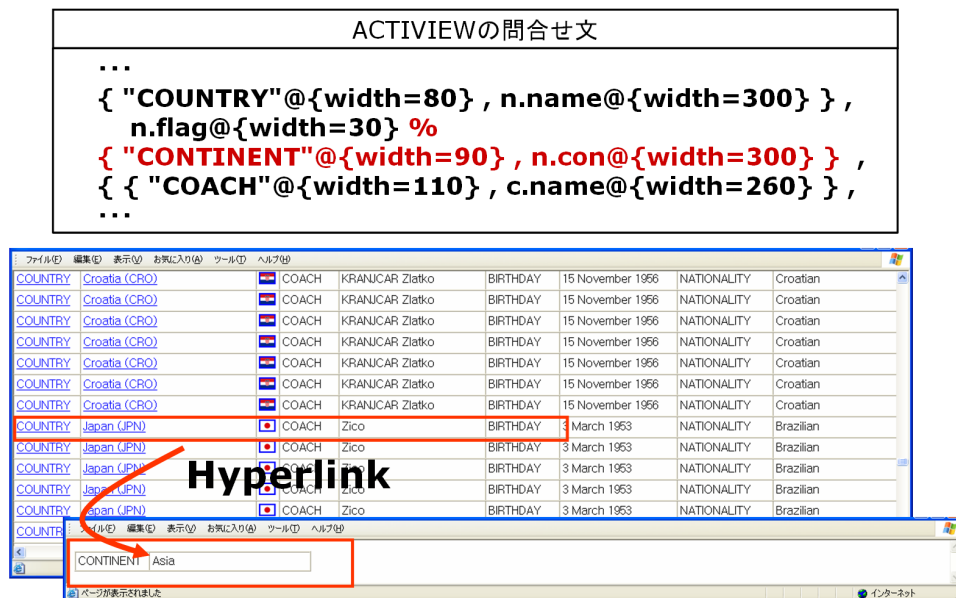 ACTIVIEWの問合せ文
...
{ "COUNTRY"@{width=80} , n.name@{width=300} } ,
n.flag@{width=30} %
{ "CONTINENT"@{width=90} , n.con@{width=300} } ,
{ { "COACH"@{width=110} , c.name@{width=260} } ,
...
ファイル(F) 編集(E) 表示(V) お気に入り(A) ツール(T) ヘルプ(H)
COUNTRY Croatia (CRO) COACH KRANJCAR Zlatko BIRTHDAY 15 November 1956 NATIONALITY Croatian
COUNTRY Croatia (CRO) COACH KRANJCAR Zlatko BIRTHDAY 15 November 1956 NATIONALITY Croatian
COUNTRY Croatia (CRO) COACH KRANJCAR Zlatko BIRTHDAY 15 November 1956 NATIONALITY Croatian
COUNTRY Croatia (CRO) COACH KRANJCAR Zlatko BIRTHDAY 15 November 1956 NATIONALITY Croatian
COUNTRY Croatia (CRO) COACH KRANJCAR Zlatko BIRTHDAY 15 November 1956 NATIONALITY Croatian
COUNTRY Croatia (CRO) COACH KRANJCAR Zlatko BIRTHDAY 15 November 1956 NATIONALITY Croatian
COUNTRY Croatia (CRO) COACH KRANJCAR Zlatko BIRTHDAY 15 November 1956 NATIONALITY Croatian
COUNTRY Japan (JPN) COACH Zico BIRTHDAY 3 March 1953 NATIONALITY Brazilian
COUNTRY Japan (JPN) COACH Zico BIRTHDAY 3 March 1953 NATIONALITY Brazilian
COUNTRY Japan (JPN) COACH Zico BIRTHDAY 3 March 1953 NATIONALITY Brazilian
Hyperlink
COUNTRY Japan (JPN) COACH Zico BIRTHDAY 3 March 1953 NATIONALITY Brazilian
COUNTRY Japan (JPN) COACH Zico BIRTHDAY 3 March 1953 NATIONALITY Brazilian
ファイル(F) 編集(E) 表示(V) お気に入り(A) ツール(T) ヘルプ(H)
CONTINENT Asia
ページが表示されました インターネット